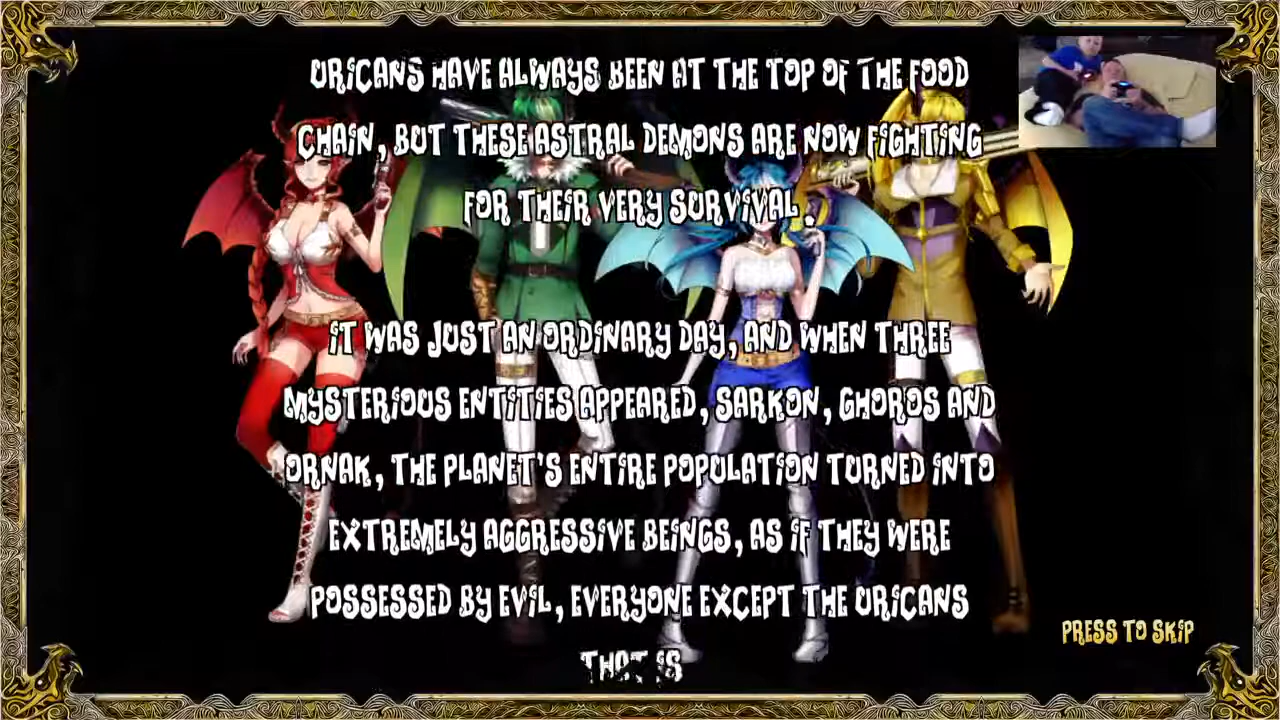 URICANS HAVE ALWAYS BEEN AT THE TOP OF THE FOOD
CHAIN, BUT THESE ASTRAL DEMONS ARE NOW FIGHTING
FOR THEIR VERY SURVIVAL.
IT WAS JUST AN ORDINARY DAY, AND WHEN THREE
MYSTERIOUS ENTITIES APPEARED, SARKON, GHOROS AND
ORNAK, THE PLANET'S ENTIRE POPULATION TURNED INTO
EXTREMELY AGGRESSIVE BEINGS, AS IF THEY WERE
POSSESSED BY EVIL, EVERYONE EXCEPT THE URICANS
THAT IS
PRESS TO SKIP